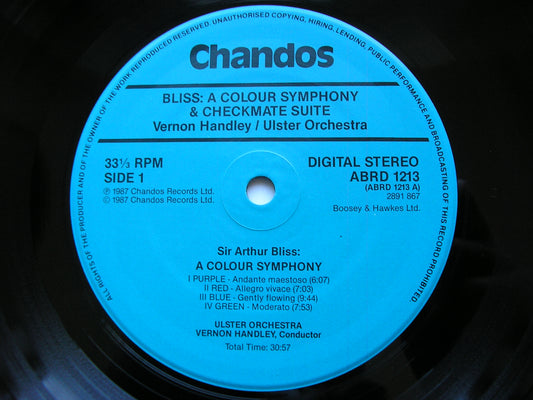 ALL RIGHTS OF THE PRODUCER AND OF THE OWNER OF THE WORK REPRODUCED RESERVED. UNAUTHORISED COPYING, HIRING, LENDING, PUBLIC PERFORMANCE AND BROADCASTING OF THIS RECORD PROHIBITED
Chandos
BLISS: A COLOUR SYMPHONY
& CHECKMATE SUITE
Vernon Handley / Ulster Orchestra
33⅓ RPM
SIDE 1
℗ 1987 Chandos Records Ltd.
© 1987 Chandos Records Ltd.
DIGITAL STEREO
ABRD 1213
(ABRD 1213 A)
2891 867
Boosey & Hawkes Ltd.
Sir Arthur Bliss:
A COLOUR SYMPHONY
I PURPLE - Andante maestoso (6:07)
II RED - Allegro vivace (7:03)
III BLUE - Gently flowing (9:44)
IV GREEN - Moderato (7:53)
ULSTER ORCHESTRA
VERNON HANDLEY, Conductor
Total Time: 30:57